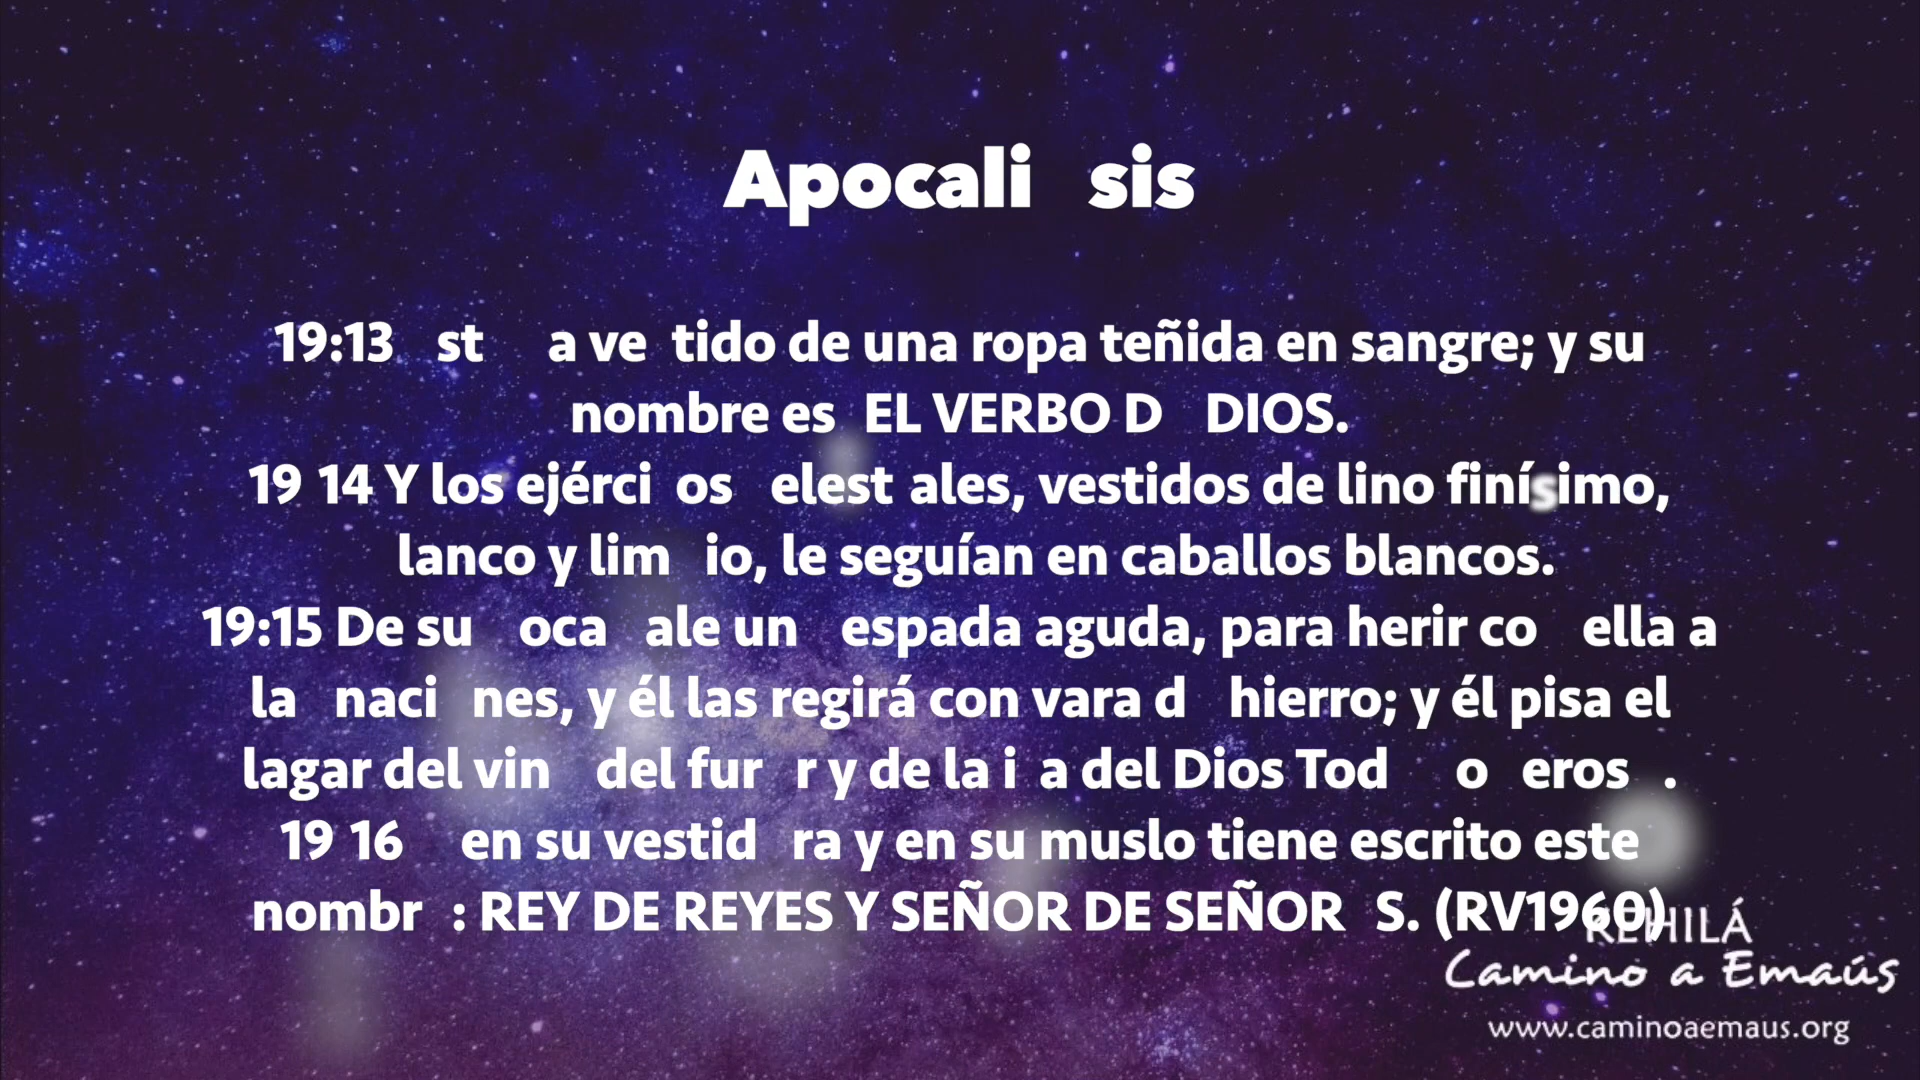 Apocali sis
19:13 st a ve tido de una ropa teñida en sangre; y su
nombre es EL VERBO D DIOS.
19 14 Y los ejérci os elest ales, vestidos de lino finísimo,
lanco y lim io, le seguían en caballos blancos.
19:15 De su oca ale un espada aguda, para herir co ella a
la naci nes, y él las regirá con vara d hierro; y él pisa el
lagar del vin del fur r y de la i a del Dios Tod o eros .
19 16 en su vestid ra y en su muslo tiene escrito este
nombr : REY DE REYES Y SEÑOR DE SEÑOR S. (RV1960)
KEHILÁ
Camino a Emaús
www.caminoaemaus.org